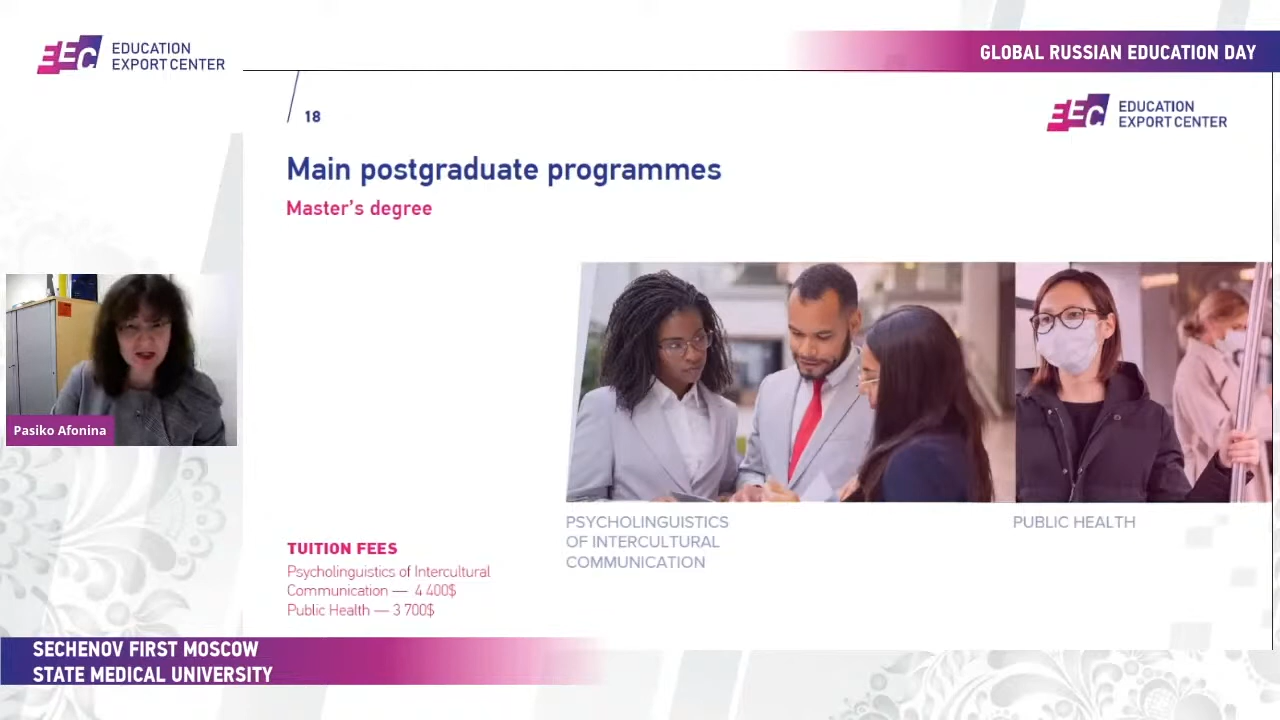 EEC EDUCATION
EXPORT CENTER
GLOBAL RUSSIAN EDUCATION DAY
18
EEC EDUCATION
EXPORT CENTER
Main postgraduate programmes
Master's degree
Pasiko Afonina
PSYCHOLINGUISTICS
OF INTERCULTURAL
COMMUNICATION
PUBLIC HEALTH
TUITION FEES
Psycholinguistics of Intercultural
Communication — 4 400$
Public Health — 3 700$
SECHENOV FIRST MOSCOW
STATE MEDICAL UNIVERSITY